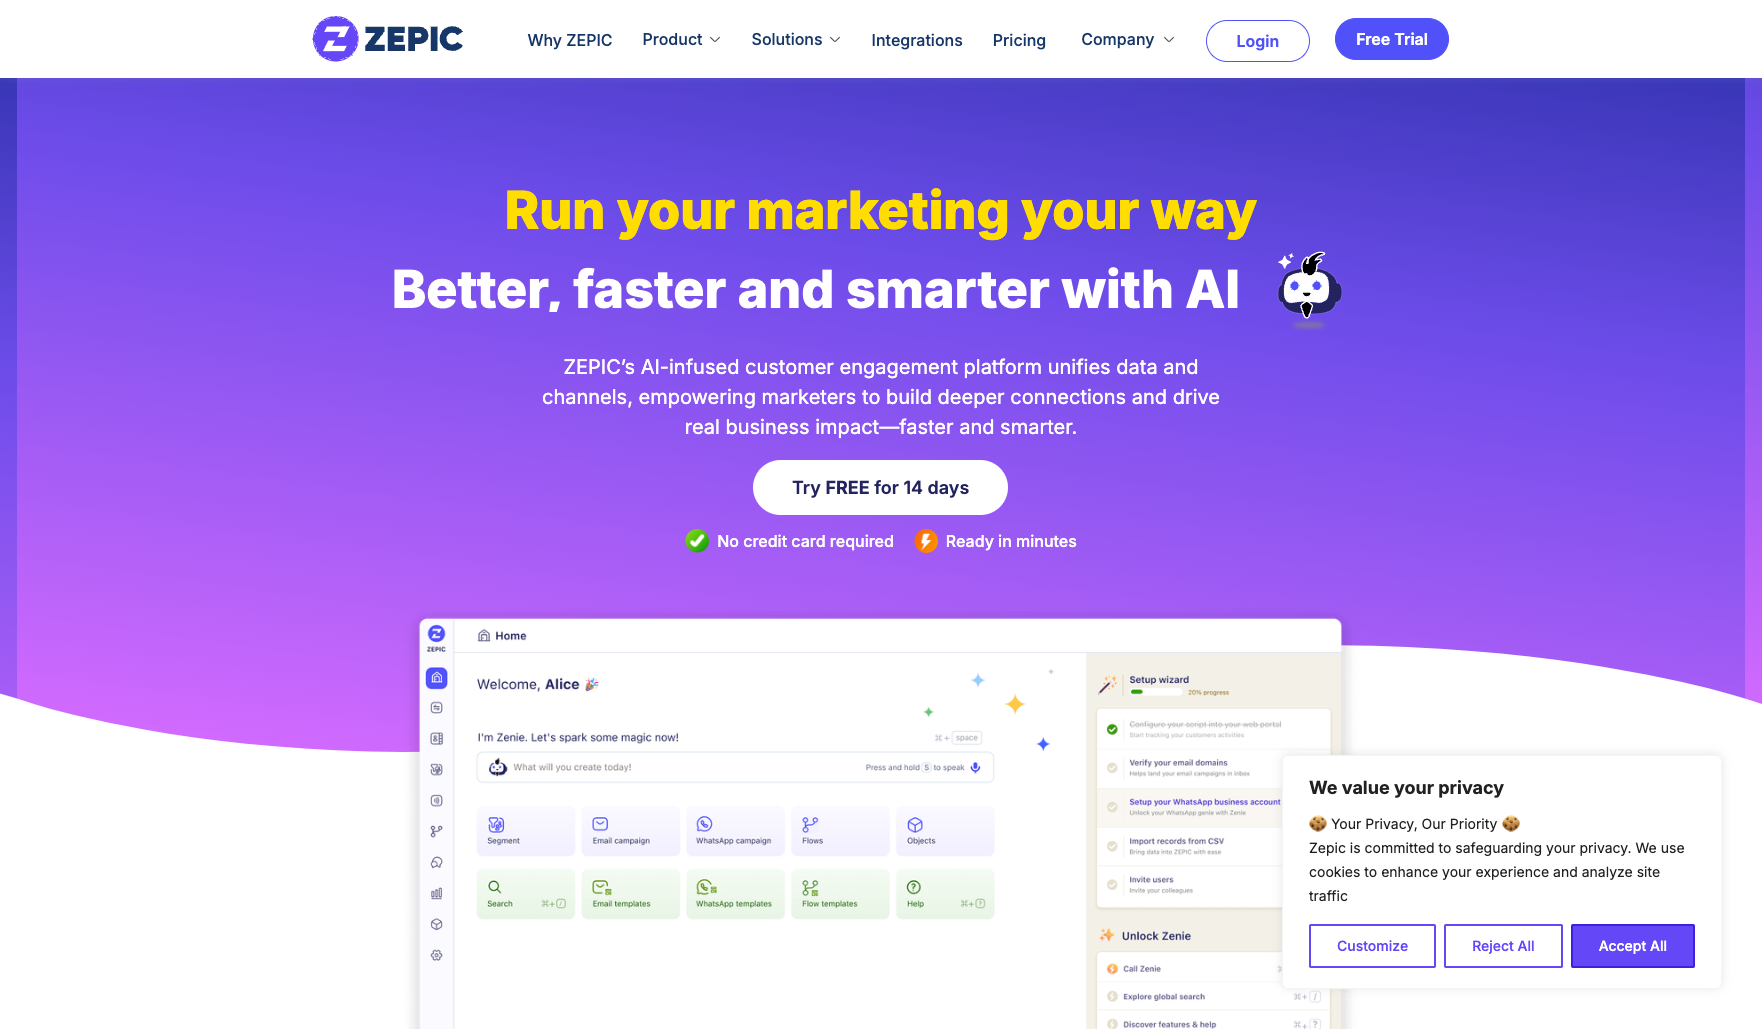 ZEPIC
Why ZEPIC
Product
Solutions
Integrations
Pricing
Company
Login
Free Trial
Run your marketing your way
Better, faster and smarter with AI
ZEPIC’s AI-infused customer engagement platform unifies data and
channels, empowering marketers to build deeper connections and drive
real business impact—faster and smarter.
Try FREE for 14 days
No credit card required
Ready in minutes
ZEPIC
Home
Welcome, Alice
I'm Zenie. Let's spark some magic now!
⌘+ space
What will you create today!
Press and hold S to speak
Segment
Email campaign
WhatsApp campaign
Flows
Objects
Search ⌘+/
Email templates
WhatsApp templates
Flow templates
Help ⌘+?
Setup wizard
20% progress
Configure your script into your web portal
Start tracking your customers activities
Verify your email domains
Helps land your email campaigns in inbox
Setup your WhatsApp business account
Unlock your WhatsApp genie with Zenie
Import records from CSV
Bring data into ZEPIC with ease
Invite users
Invite your colleagues
Unlock Zenie
Call Zenie
Explore global search ⌘+/
Discover features & help ⌘+?
We value your privacy
Your Privacy, Our Priority
Zepic is committed to safeguarding your privacy. We use
cookies to enhance your experience and analyze site
traffic
Customize
Reject All
Accept All